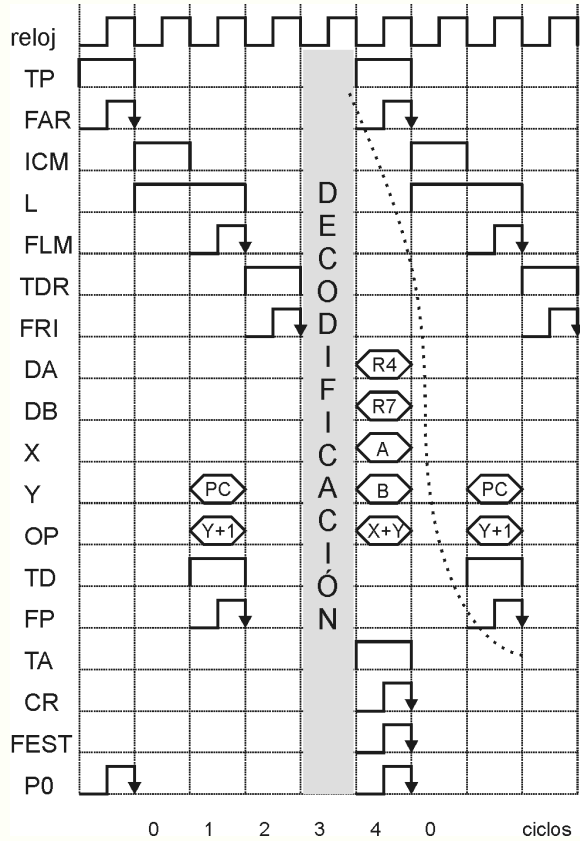 reloj
TP
FAR
ICM
L
FLM
TDR
FRI
DA R4
DB R7
X A
Y PC B PC
OP Y+1 X+Y Y+1
TD
FP
TA
CR
FEST
P0
DECODIFICACIÓN
0 1 2 3 4 0 ciclos